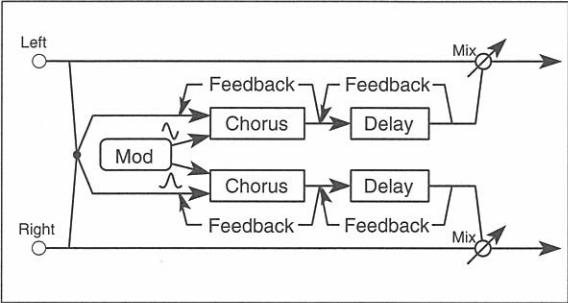 Left
Mix
Feedback Feedback
Chorus Delay
Mod
Chorus Delay
Feedback Feedback
Right
Mix